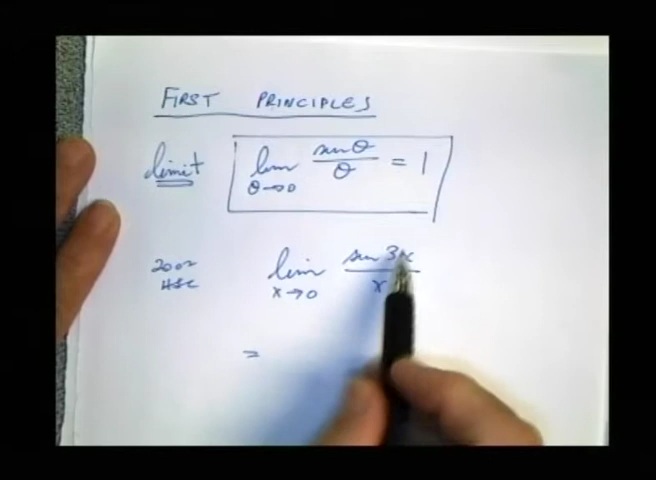 FIRST PRINCIPLES
limit lim θ→0 sinθ/θ = 1
2002 HSC lim x→0 sin 3x/x
=